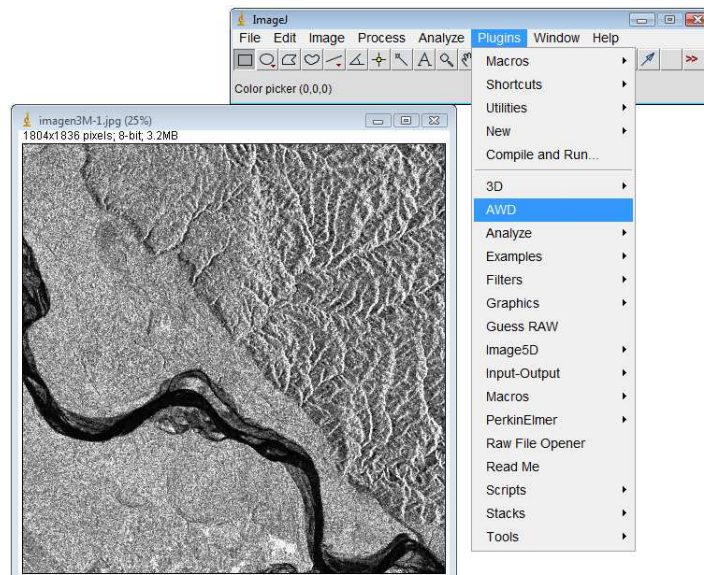 ImageJ
File Edit Image Process Analyze Plugins Window Help
A >>
Color picker (0,0,0)
imagen3M-1.jpg (25%)
1804x1836 pixels; 8-bit; 3.2MB
Macros
Shortcuts
Utilities
New
Compile and Run...
3D
AWD
Analyze
Examples
Filters
Graphics
Guess RAW
Image5D
Input-Output
Macros
PerkinElmer
Raw File Opener
Read Me
Scripts
Stacks
Tools